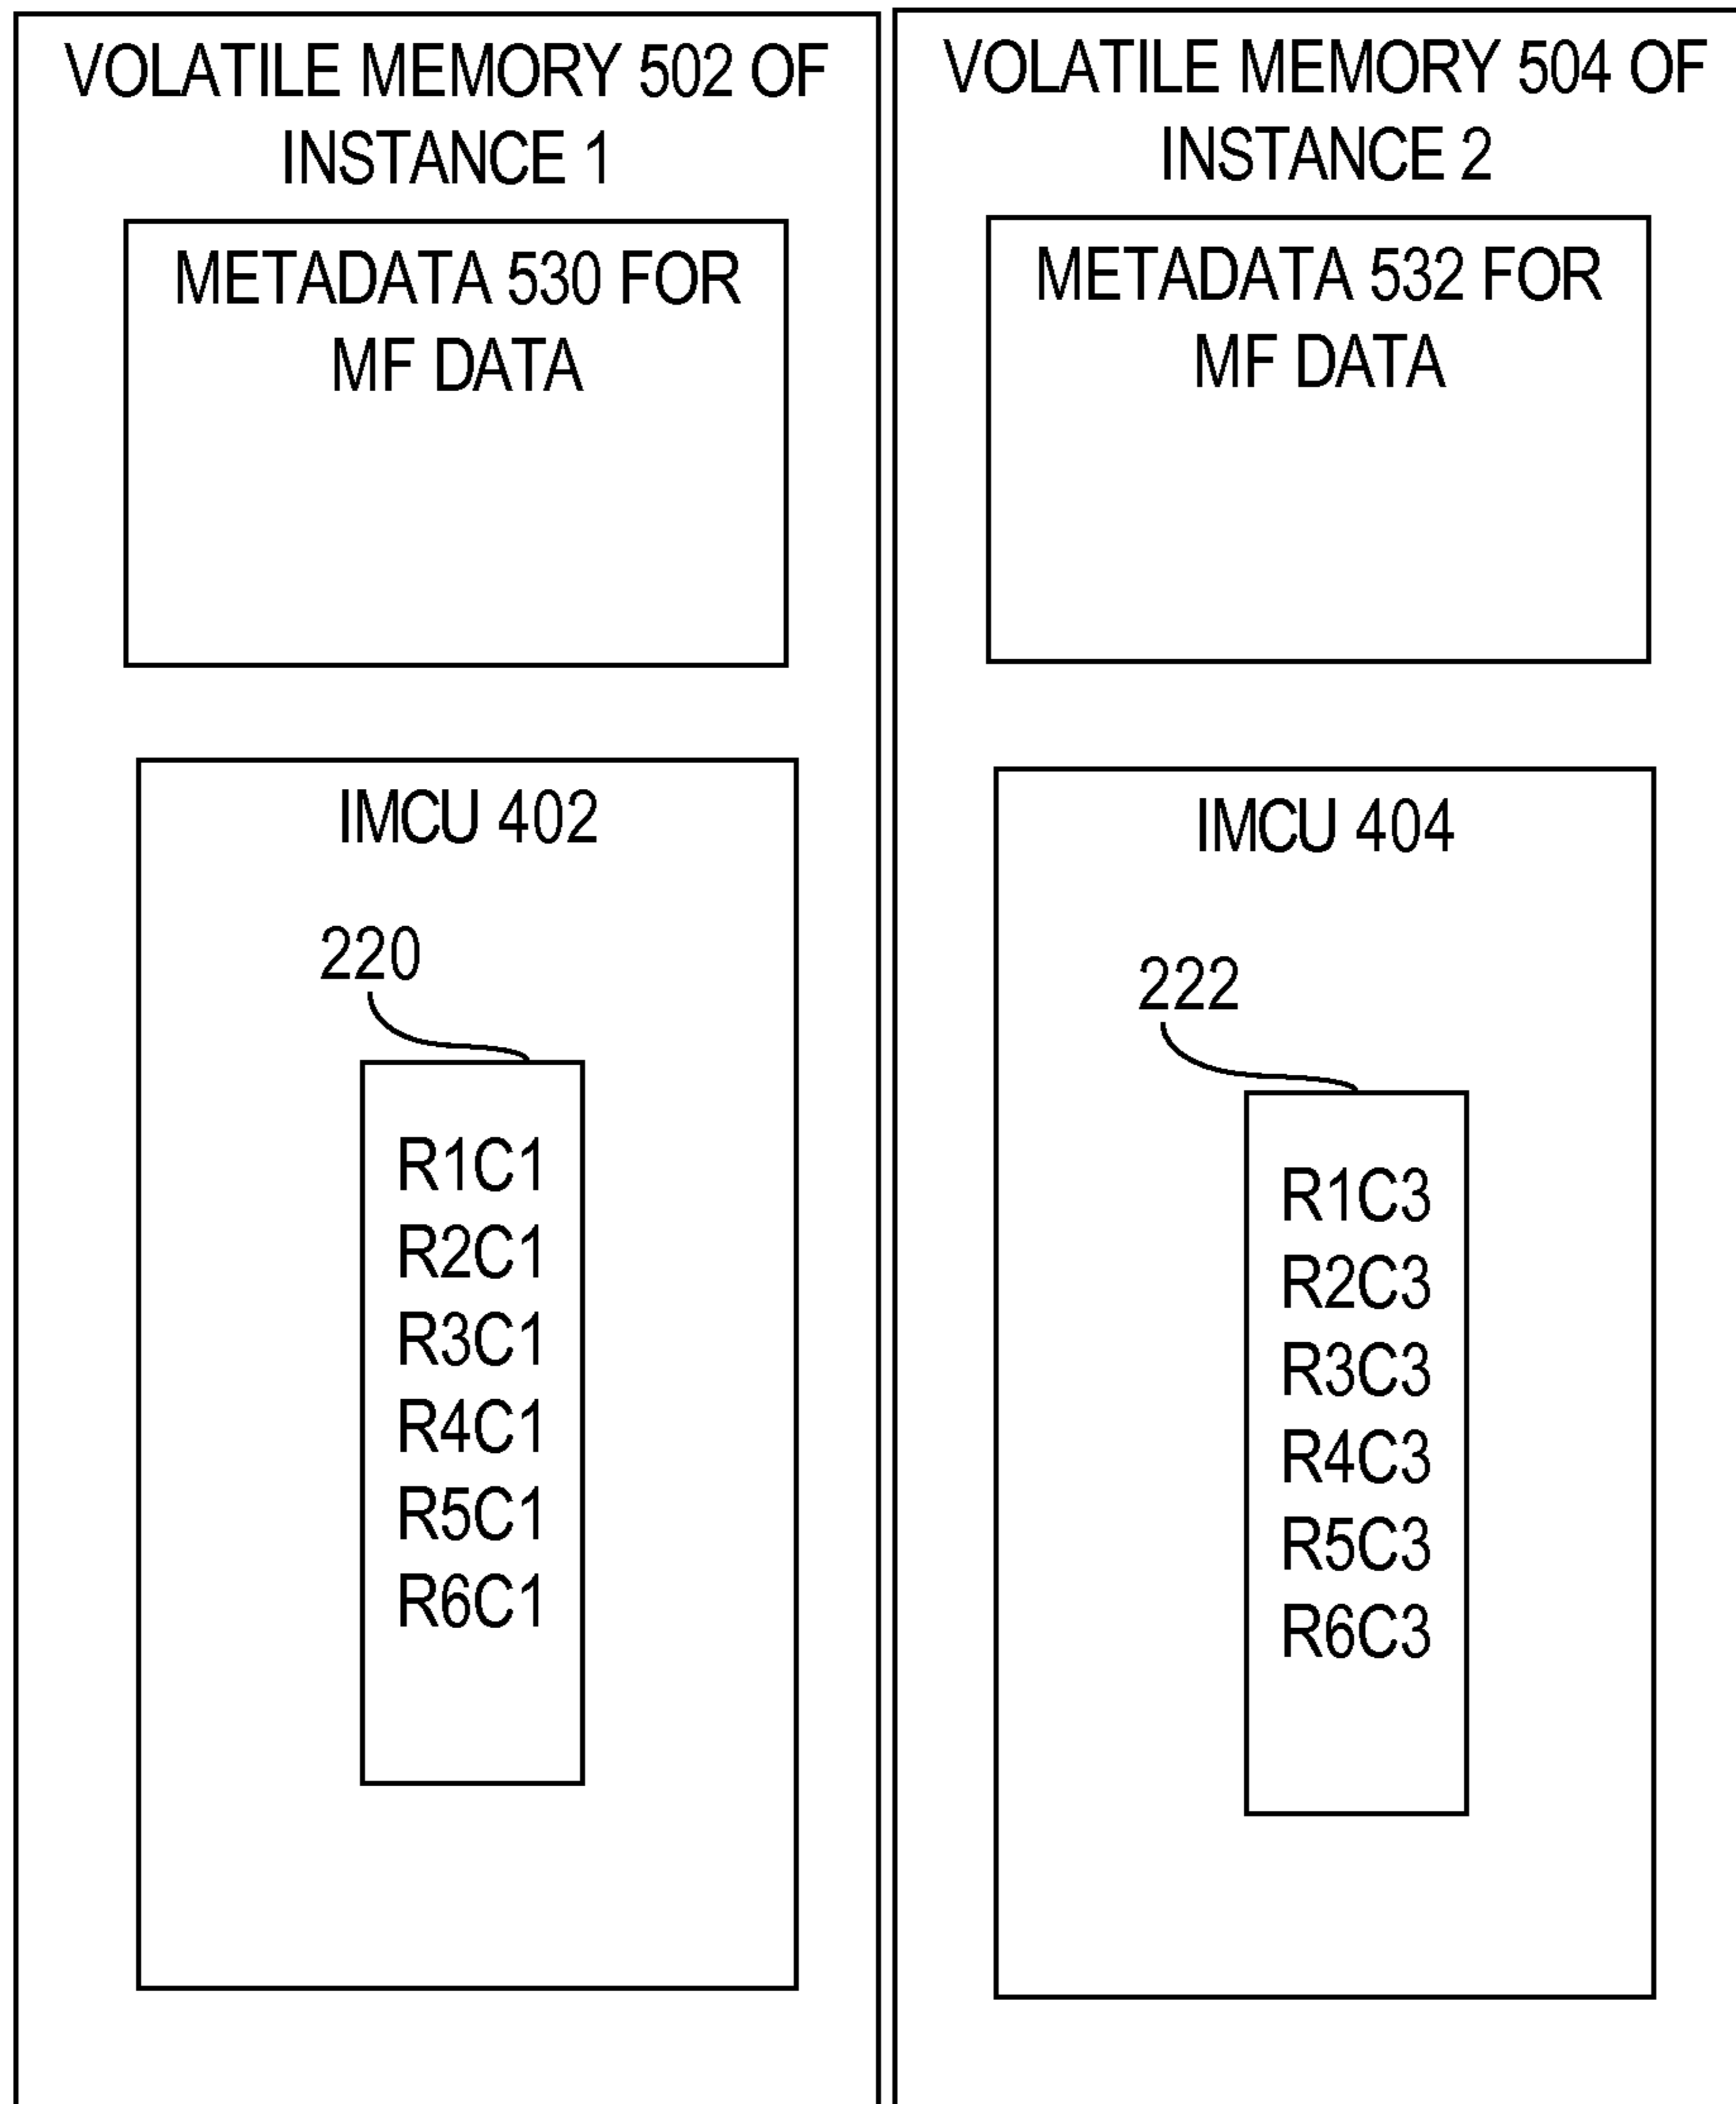 VOLATILE MEMORY 502 OF
INSTANCE 1
METADATA 530 FOR
MF DATA
IMCU 402
220
R1C1
R2C1
R3C1
R4C1
R5C1
R6C1
VOLATILE MEMORY 504 OF
INSTANCE 2
METADATA 532 FOR
MF DATA
IMCU 404
222
R1C3
R2C3
R3C3
R4C3
R5C3
R6C3